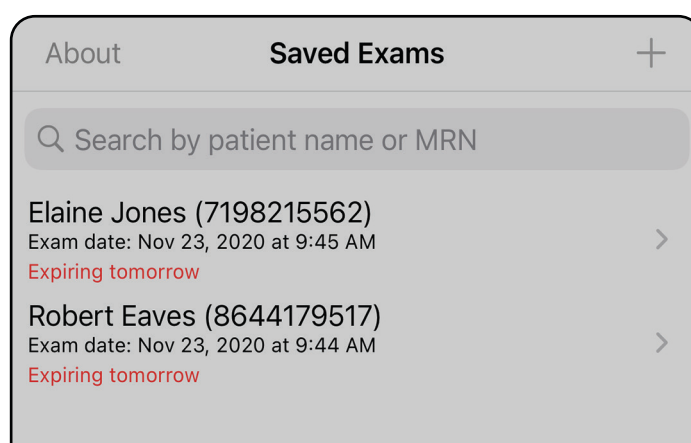 About Saved Exams
Search by patient name or MRN
Elaine Jones (7198215562)
Exam date: Nov 23, 2020 at 9:45 AM
Expiring tomorrow
Robert Eaves (8644179517)
Exam date: Nov 23, 2020 at 9:44 AM
Expiring tomorrow